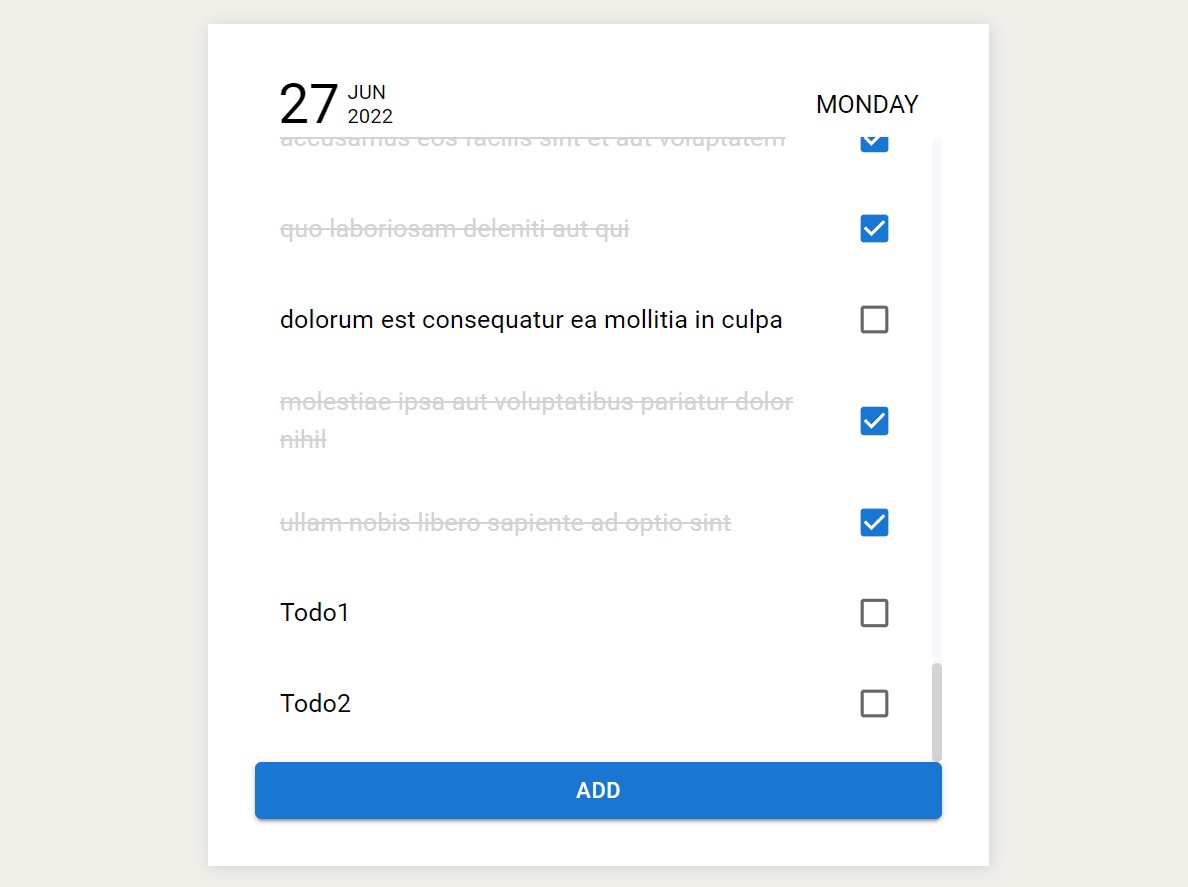 27 JUN
2022
MONDAY
accusamus eos facilis sint et aut voluptatem
quo laboriosam deleniti aut qui
dolorum est consequatur ea mollitia in culpa
molestiae ipsa aut voluptatibus pariatur dolor
nihil
ullam nobis libero sapiente ad optio sint
Todo1
Todo2
ADD